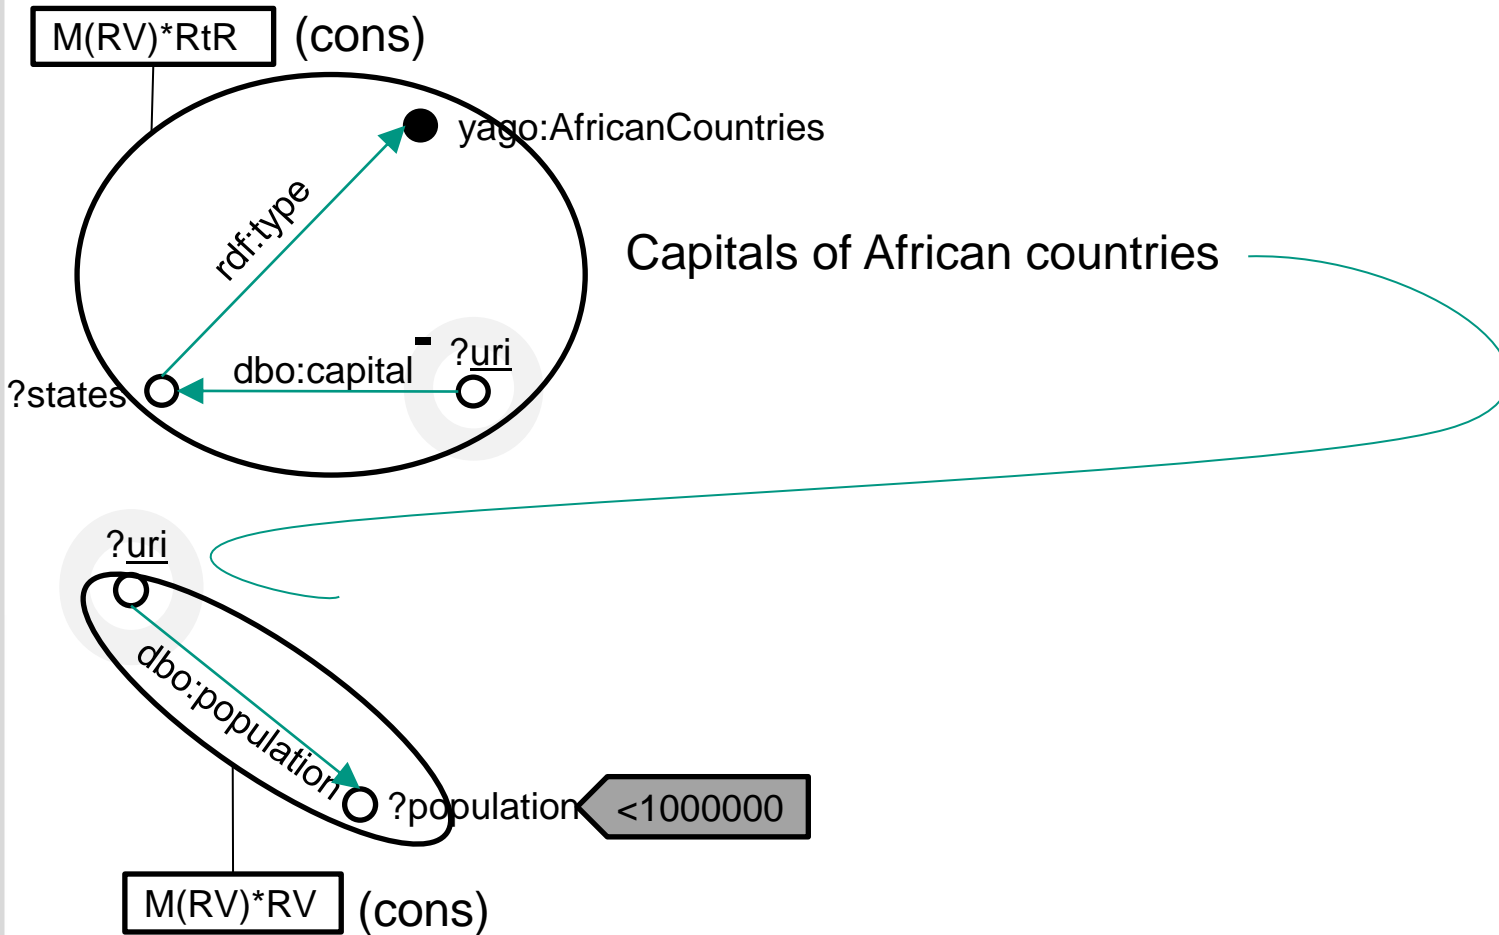 M(RV)*RtR (cons)
yago:AfricanCountries
rdf:type
Capitals of African countries
dbo:capital- ?uri
?states
?uri
dbo:population
?population <1000000
M(RV)*RV (cons)